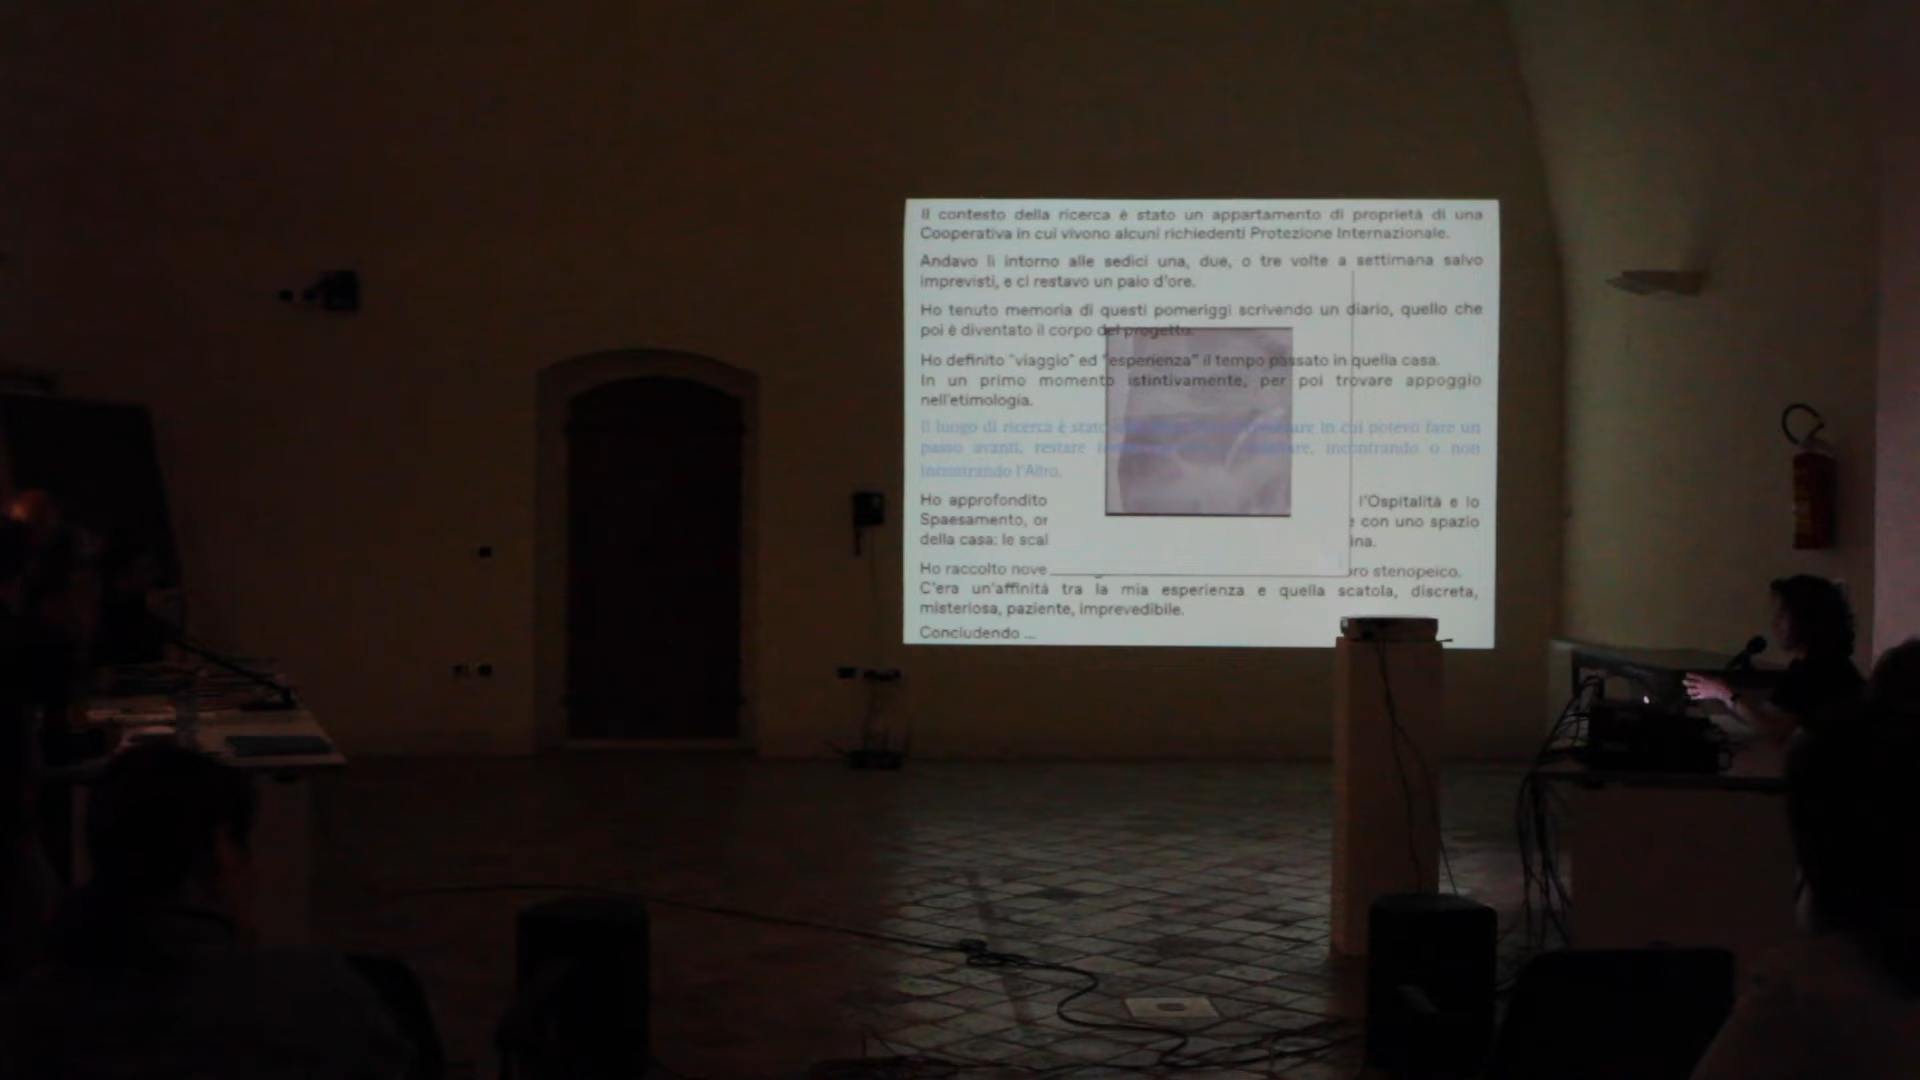 Il contesto della ricerca è stato un appartamento di proprietà di una
Cooperativa in cui vivono alcuni richiedenti Protezione Internazionale.
Andavo lì intorno alle sedici una, due, o tre volte a settimana salvo
imprevisti, e ci restavo un paio d'ore.
Ho tenuto memoria di questi pomeriggi scrivendo un diario, quello che
poi è diventato il corpo del progetto.
Ho definito "viaggio" ed "esperienza" il tempo passato in quella casa.
In un primo momento istintivamente, per poi trovare appoggio
nell'etimologia.
Il luogo di ricerca è stato in cui potevo fare un
passo avanti, restare incontrando o non
incontrando l'Altro.
Ho approfondito l'Ospitalità e lo
Spaesamento, con uno spazio
della casa: le
Ho raccolto nove stenopeico.
C'era un'affinità tra la mia esperienza e quella scatola, discreta,
misteriosa, paziente, imprevedibile.
Concludendo ...